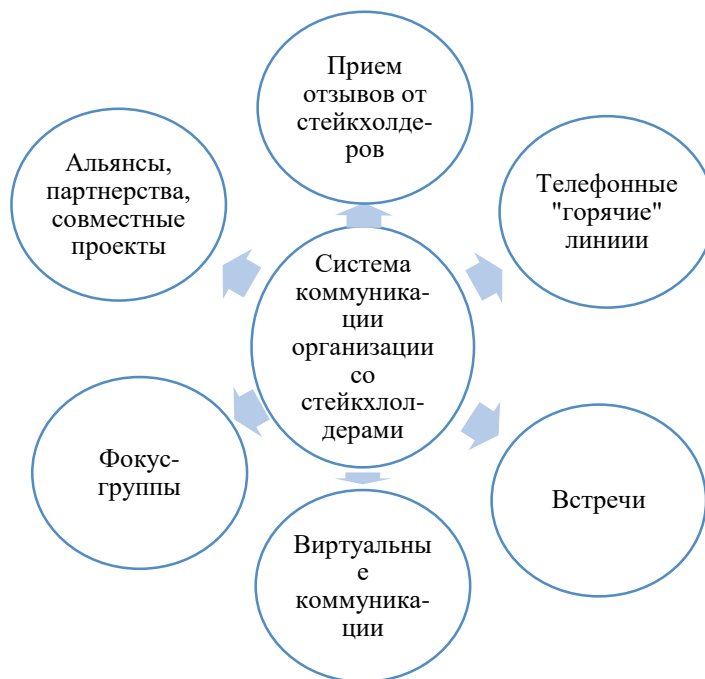 Прием
отзывов от
стейкхолде-
ров
Альянсы,
партнерства,
совместные
проекты
Телефонные
"горячие"
линиии
Система
коммуника-
ции
организации
со
стейкхлол-
дерами
Фокус-
группы
Встречи
Виртуальны
е
коммуника-
ции